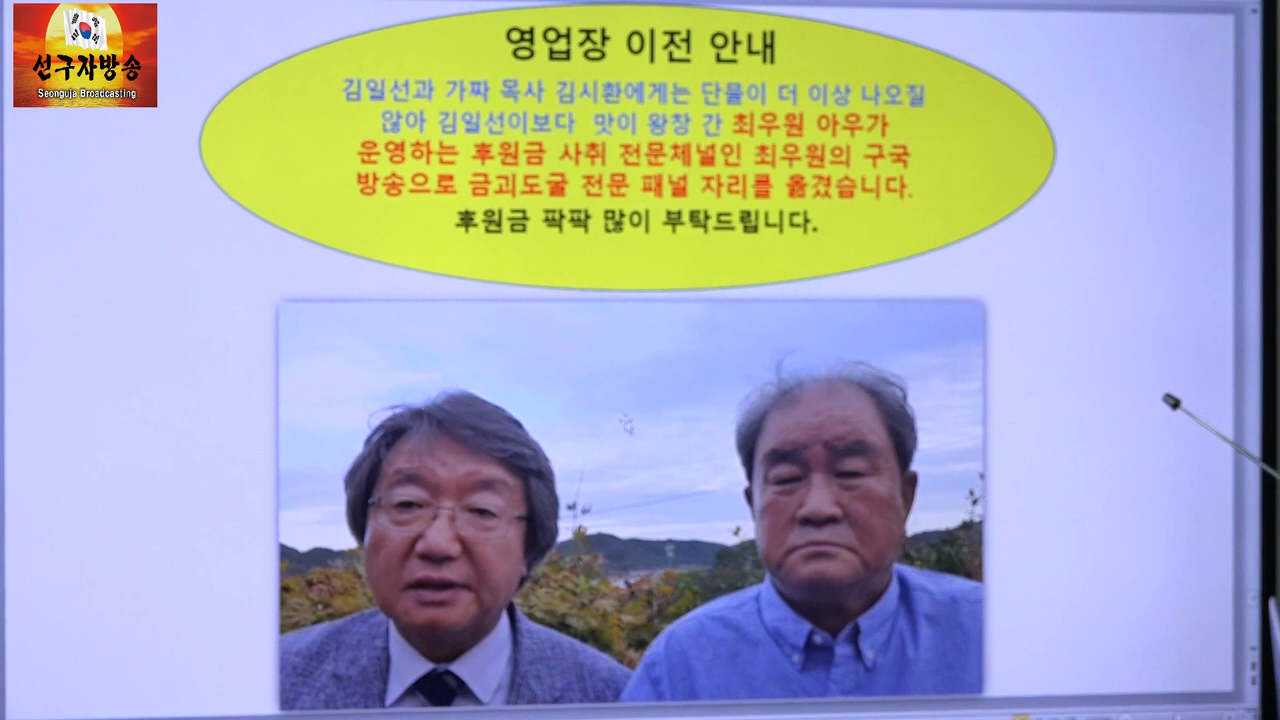 선구자방송
Seonguja Broadcasting
영업장 이전 안내
김일선과 가짜 목사 김시환에게는 단물이 더 이상 나오질
않아 김일선이보다 맛이 왕창 간 최우원 아우가
운영하는 후원금 사취 전문채널인 최우원의 구국
방송으로 금괴도굴 전문 패널 자리를 옮겼습니다.
후원금 팍팍 많이 부탁드립니다.